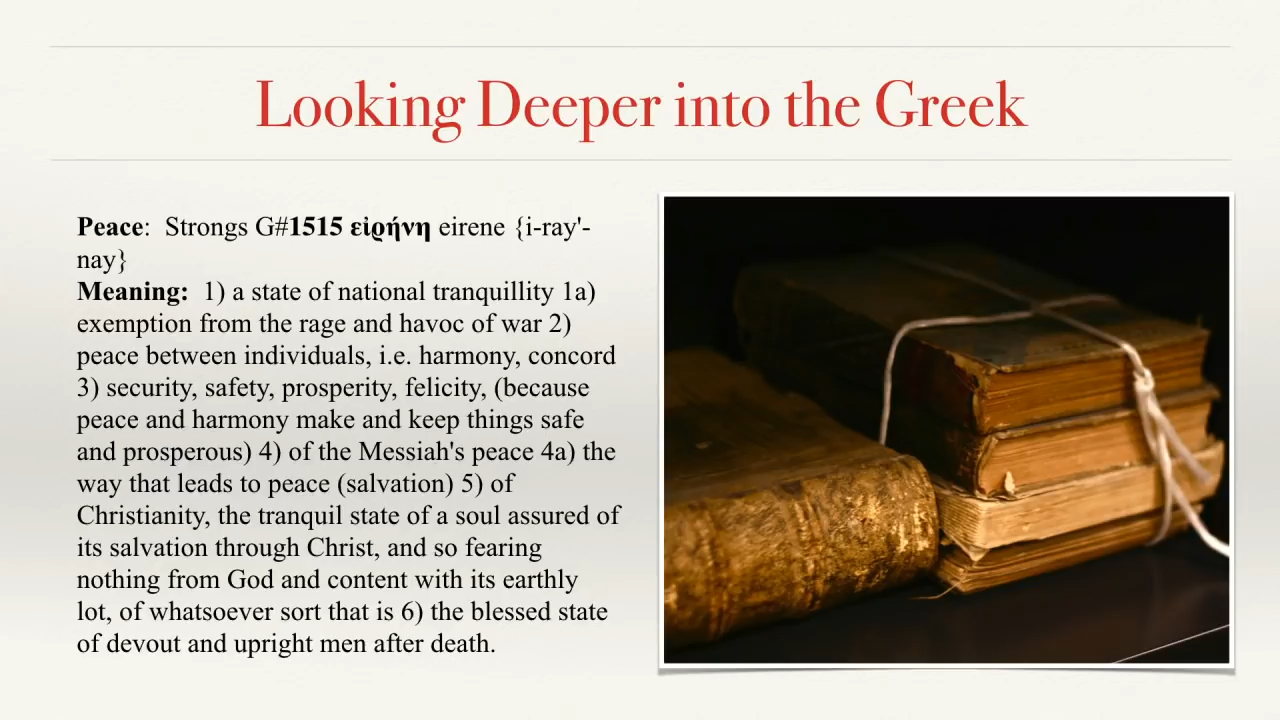 Looking Deeper into the Greek
Peace:  Strongs G#1515 εἰρήνη eirene {i-ray'-
nay}
Meaning:  1) a state of national tranquillity 1a)
exemption from the rage and havoc of war 2)
peace between individuals, i.e. harmony, concord
3) security, safety, prosperity, felicity, (because
peace and harmony make and keep things safe
and prosperous) 4) of the Messiah's peace 4a) the
way that leads to peace (salvation) 5) of
Christianity, the tranquil state of a soul assured of
its salvation through Christ, and so fearing
nothing from God and content with its earthly
lot, of whatsoever sort that is 6) the blessed state
of devout and upright men after death.